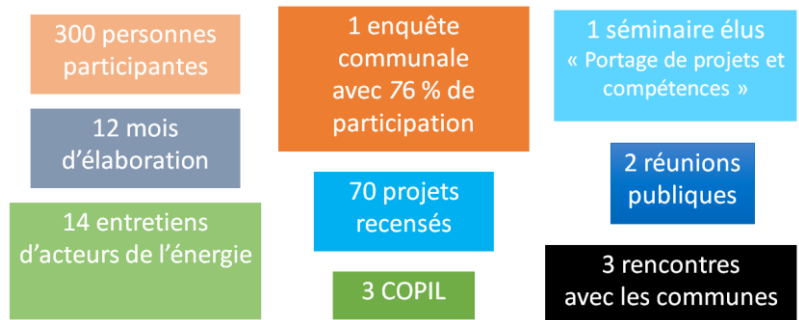 300 personnes
participantes
12 mois
d'élaboration
14 entretiens
d'acteurs de l'énergie
1 enquête
communale
avec 76 % de
participation
70 projets
recensés
3 COPIL
1 séminaire élus
« Portage de projets et
compétences »
2 réunions
publiques
3 rencontres
avec les communes